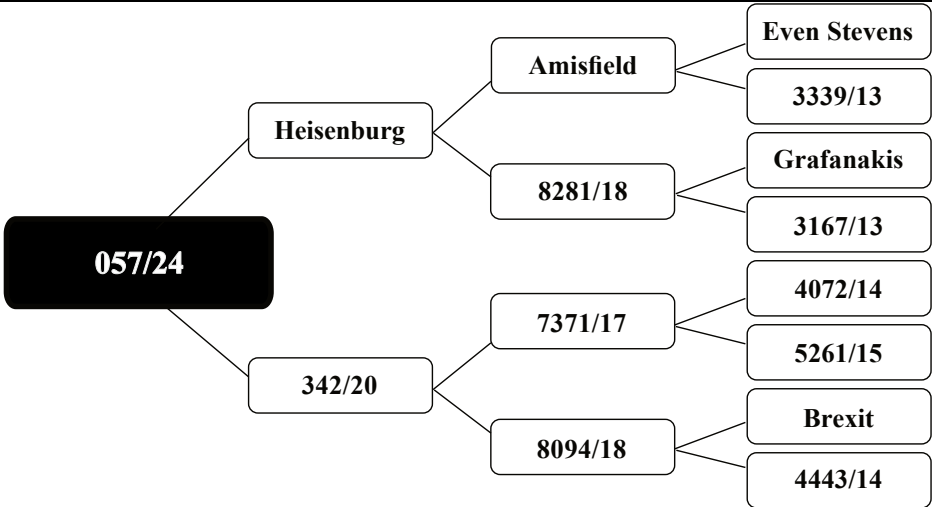 Even Stevens
Amisfield
3339/13
Heisenburg
Grafanakis
8281/18
3167/13
057/24
4072/14
7371/17
5261/15
342/20
Brexit
8094/18
4443/14